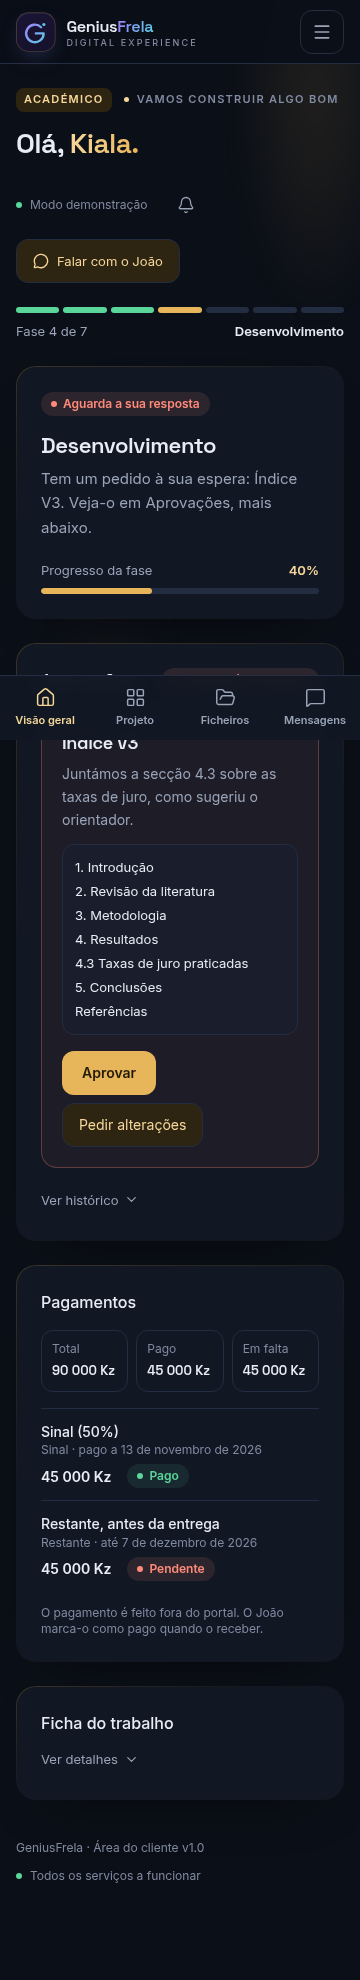 GeniusFrela
DIGITAL EXPERIENCE
ACADÉMICO
VAMOS CONSTRUIR ALGO BOM
Olá, Kiala.
Modo demonstração
Falar com o João
Fase 4 de 7
Desenvolvimento
Aguarda a sua resposta
Desenvolvimento
Tem um pedido à sua espera: Índice
V3. Veja-o em Aprovações, mais
abaixo.
Progresso da fase
40%
Visão geral
Projeto
Ficheiros
Mensagens
Índice V3
Juntámos a secção 4.3 sobre as
taxas de juro, como sugeriu o
orientador.
1. Introdução
2. Revisão da literatura
3. Metodologia
4. Resultados
4.3 Taxas de juro praticadas
5. Conclusões
Referências
Aprovar
Pedir alterações
Ver histórico
Pagamentos
Total
90 000 Kz
Pago
45 000 Kz
Em falta
45 000 Kz
Sinal (50%)
Sinal · pago a 13 de novembro de 2026
45 000 Kz
Pago
Restante, antes da entrega
Restante · até 7 de dezembro de 2026
45 000 Kz
Pendente
O pagamento é feito fora do portal. O João
marca-o como pago quando o receber.
Ficha do trabalho
Ver detalhes
GeniusFrela · Área do cliente v1.0
Todos os serviços a funcionar